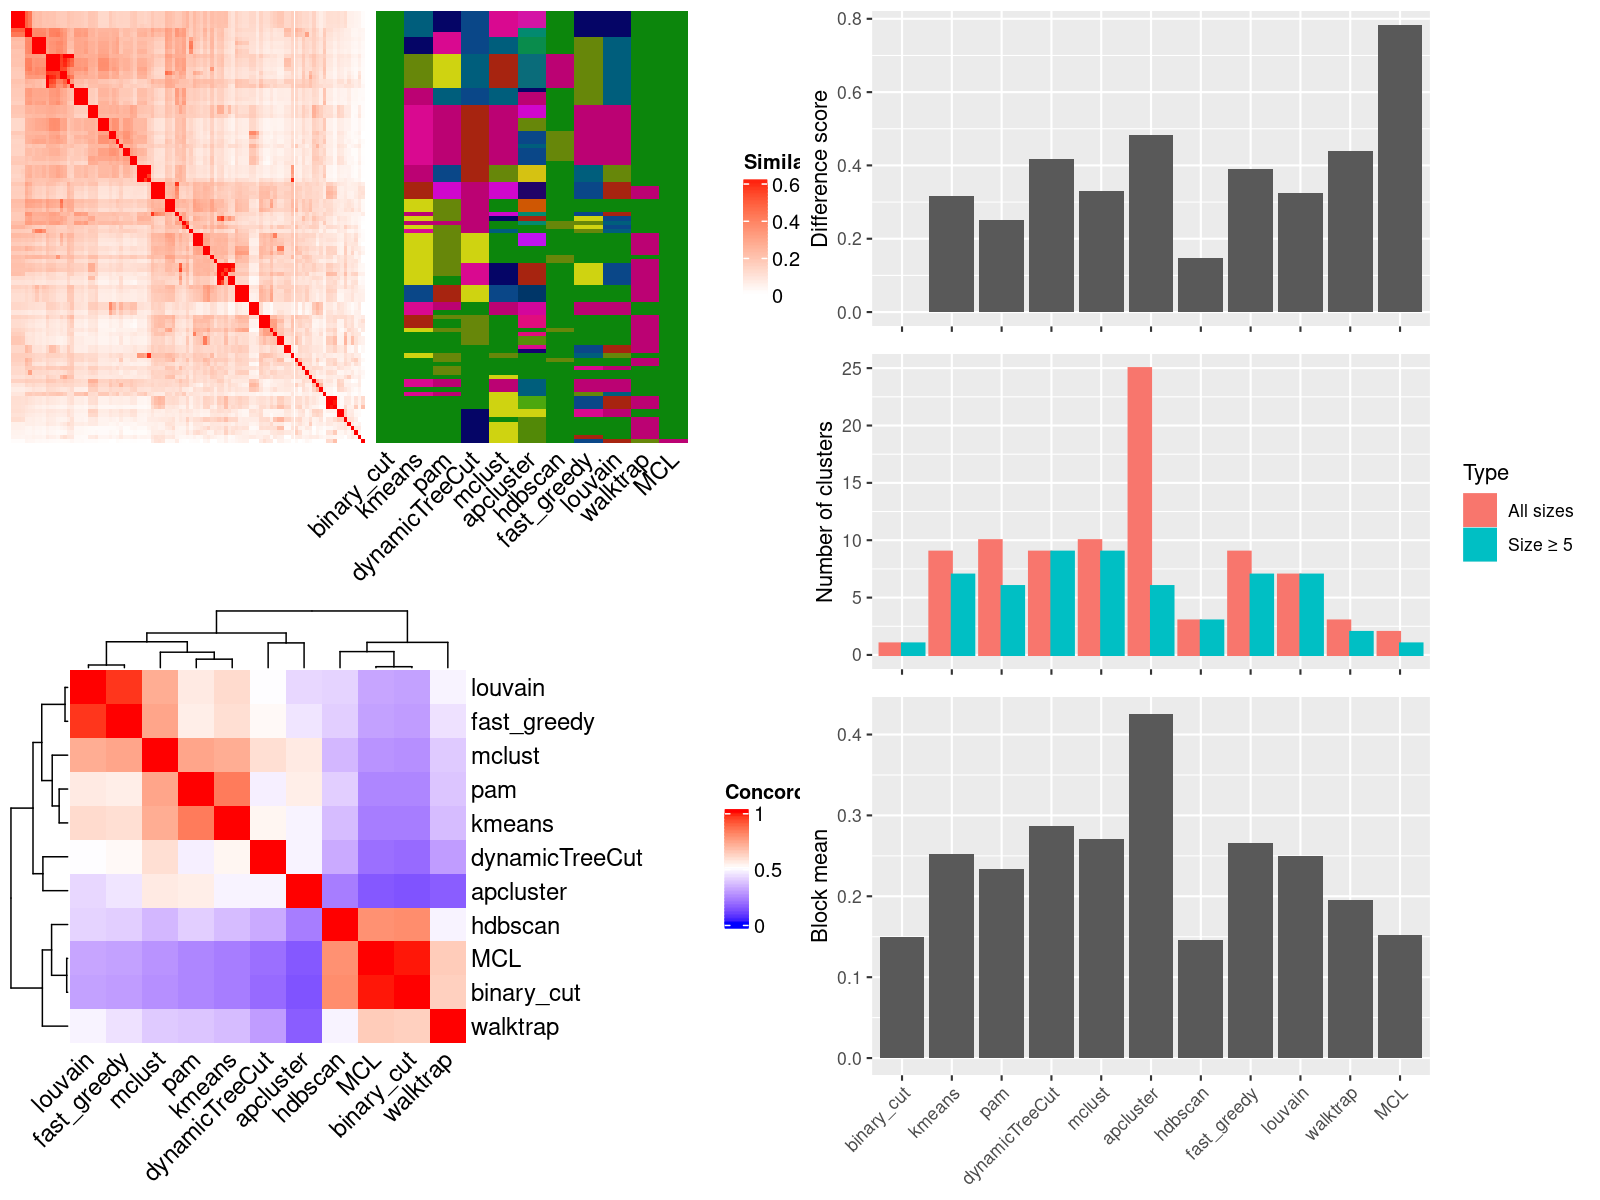 Simila
0.6
0.4
0.2
0
binary_cut
kmeans
pam
dynamicTreeCut
mclust
apcluster
hdbscan
fast_greedy
louvain
walktrap
MCL
louvain
fast_greedy
mclust
pam
kmeans
dynamicTreeCut
apcluster
hdbscan
MCL
binary_cut
walktrap
Concord
1
0.5
0
louvain
fast_greedy
mclust
pam
kmeans
dynamicTreeCut
apcluster
hdbscan
MCL
binary_cut
walktrap
Difference score
0.8
0.6
0.4
0.2
0.0
Number of clusters
25
20
15
10
5
0
Type
All sizes
Size ≥ 5
Block mean
0.4
0.3
0.2
0.1
0.0
binary_cut
kmeans
pam
dynamicTreeCut
mclust
apcluster
hdbscan
fast_greedy
louvain
walktrap
MCL